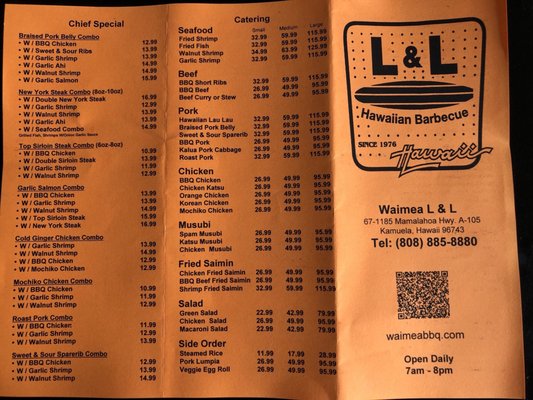 Chief Special
Braised Pork Belly Combo
• W / BBQ Chicken 12.99
• W / Sweet & Sour Ribs 13.99
• W / Garlic Shrimp 13.99
• W / Garlic Ahi 14.99
• W / Walnut Shrimp 14.99
• W / Garlic Salmon 15.99
New York Steak Combo (8oz-10oz)
• W / Double New York Steak 16.99
• W / Garlic Shrimp 12.99
• W / Walnut Shrimp 13.99
• W / Garlic Ahi 13.99
• W / Seafood Combo 14.99
Grilled Fish, Shrimps W/Onion Garlic Sauce
Top Sirloin Steak Combo (6oz-8oz)
• W / BBQ Chicken 10.99
• W / Double Sirloin Steak 13.99
• W / Garlic Shrimp 11.99
• W / Walnut Shrimp 12.99
Garlic Salmon Combo
• W / BBQ Chicken 13.99
• W / Garlic Shrimp 13.99
• W / Walnut Shrimp 14.99
• W / Top Sirloin Steak 15.99
• W / New York Steak 16.99
Cold Ginger Chicken Combo
• W / Garlic Shrimp 13.99
• W / Walnut Shrimp 14.99
• W / BBQ Chicken 12.99
• W / Mochiko Chicken 12.99
Mochiko Chicken Combo
• W / BBQ Chicken 10.99
• W / Garlic Shrimp 11.99
• W / Walnut Shrimp 12.99
Roast Pork Combo
• W / BBQ Chicken 11.99
• W / Garlic Shrimp 12.99
• W / Walnut Shrimp 13.99
Sweet & Sour Sparerib Combo
• W / BBQ Chicken 12.99
• W / Garlic Shrimp 13.99
• W / Walnut Shrimp 14.99
Catering
Seafood Small Medium Large
Fried Shrimp 32.99 59.99 115.99
Fried Fish 32.99 59.99 115.99
Walnut Shrimp 34.99 63.99 125.99
Garlic Shrimp 32.99 59.99 115.99
Beef
BBQ Short Ribs 32.99 59.99 115.99
BBQ Beef 26.99 49.99 95.99
Beef Curry or Stew 26.99 49.99 95.99
Pork
Hawaiian Lau Lau 32.99 59.99 115.99
Braised Pork Belly 32.99 59.99 115.99
Sweet & Sour Sparerib 32.99 59.99 115.99
BBQ Pork 26.99 49.99 95.99
Kalua Pork Cabbage 26.99 49.99 95.99
Roast Pork 32.99 59.99 115.99
Chicken
BBQ Chicken 26.99 49.99 95.99
Chicken Katsu 26.99 49.99 95.99
Orange Chicken 26.99 49.99 95.99
Korean Chicken 26.99 49.99 95.99
Mochiko Chicken 26.99 49.99 95.99
Musubi
Spam Musubi 26.99 49.99 95.99
Katsu Musubi 26.99 49.99 95.99
Chicken Musubi 26.99 49.99 95.99
Fried Saimin
Chicken Fried Saimin 26.99 49.99 95.99
BBQ Beef Fried Saimin 26.99 49.99 95.99
Shrimp Fried Saimin 32.99 59.99 115.99
Salad
Green Salad 22.99 42.99 79.99
Chicken Salad 26.99 49.99 95.99
Macaroni Salad 22.99 42.99 79.99
Side Order
Steamed Rice 11.99 17.99 28.99
Pork Lumpia 26.99 49.99 95.99
Veggie Egg Roll 26.99 49.99 95.99
L & L
Hawaiian Barbecue
SINCE 1976
Hawaii
Waimea L & L
67-1185 Mamalahoa Hwy. A-105
Kamuela, Hawaii 96743
Tel: (808) 885-8880
waimeabbq.com
Open Daily
7am - 8pm